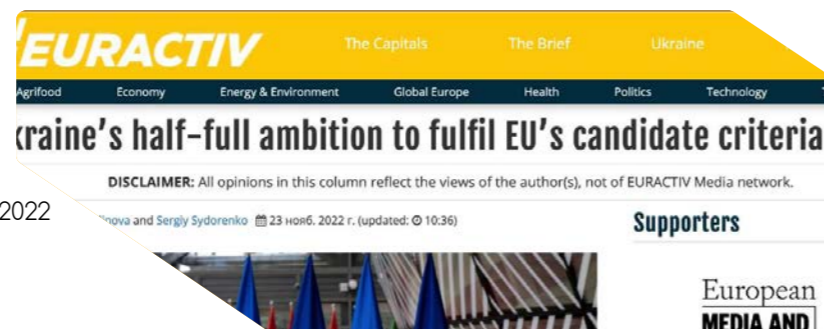 EURACTIV
The Capitals The Brief Ukraine
Agrifood Economy Energy & Environment Global Europe Health Politics Technology
kraine's half-full ambition to fulfil EU's candidate criteria
DISCLAIMER: All opinions in this column reflect the views of the author(s), not of EURACTIV Media network.
2022
nova and Sergiy Sydorenko 23 нояб. 2022 г. (updated: 10:36)
Supporters
European
MEDIA AND